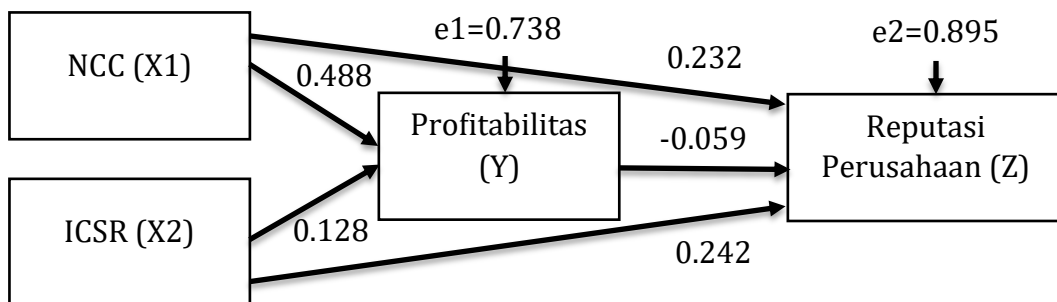 e1=0.738
e2=0.895
NCC (X1)
0.232
0.488
Profitabilitas
(Y)
-0.059
Reputasi
Perusahaan (Z)
ICSR (X2)
0.128
0.242